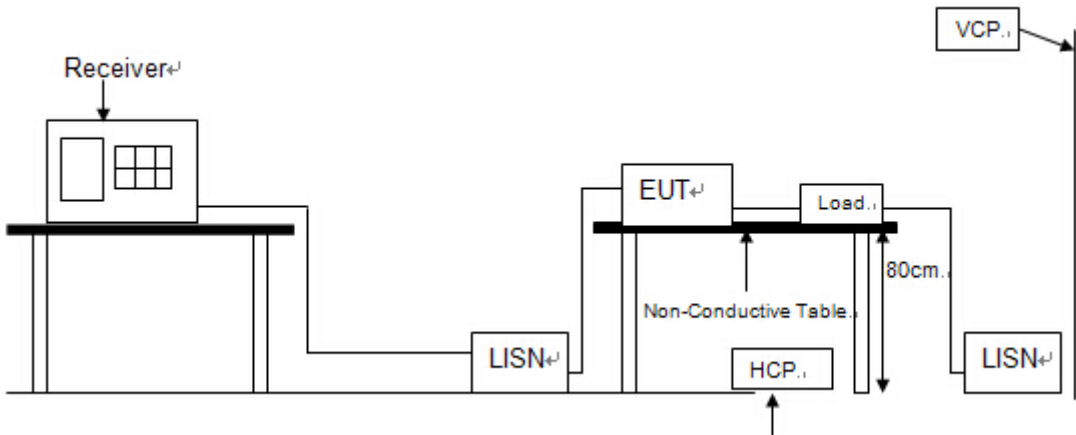 VCP.
Receiver
EUT
Load.
80cm.
Non-Conductive Table.
LISN
HCP.
LISN